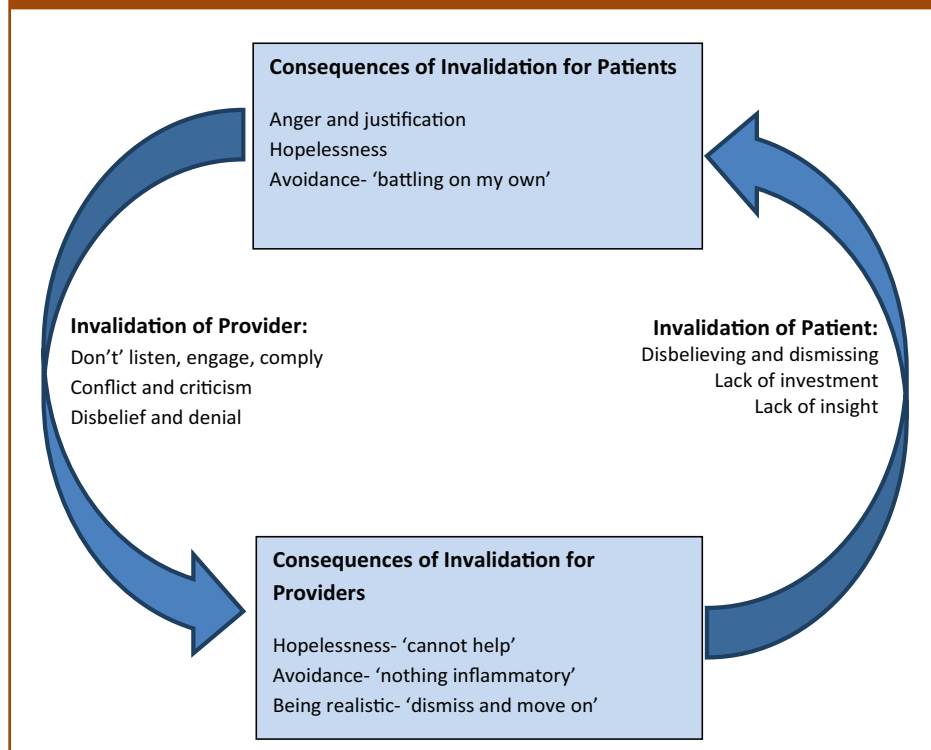 Consequences of Invalidation for Patients
Anger and justification
Hopelessness
Avoidance- ‘battling on my own’
Invalidation of Provider:
Don’t’ listen, engage, comply
Conflict and criticism
Disbelief and denial
Invalidation of Patient:
Disbelieving and dismissing
Lack of investment
Lack of insight
Consequences of Invalidation for
Providers
Hopelessness- ‘cannot help’
Avoidance- ‘nothing inflammatory’
Being realistic- ‘dismiss and move on’